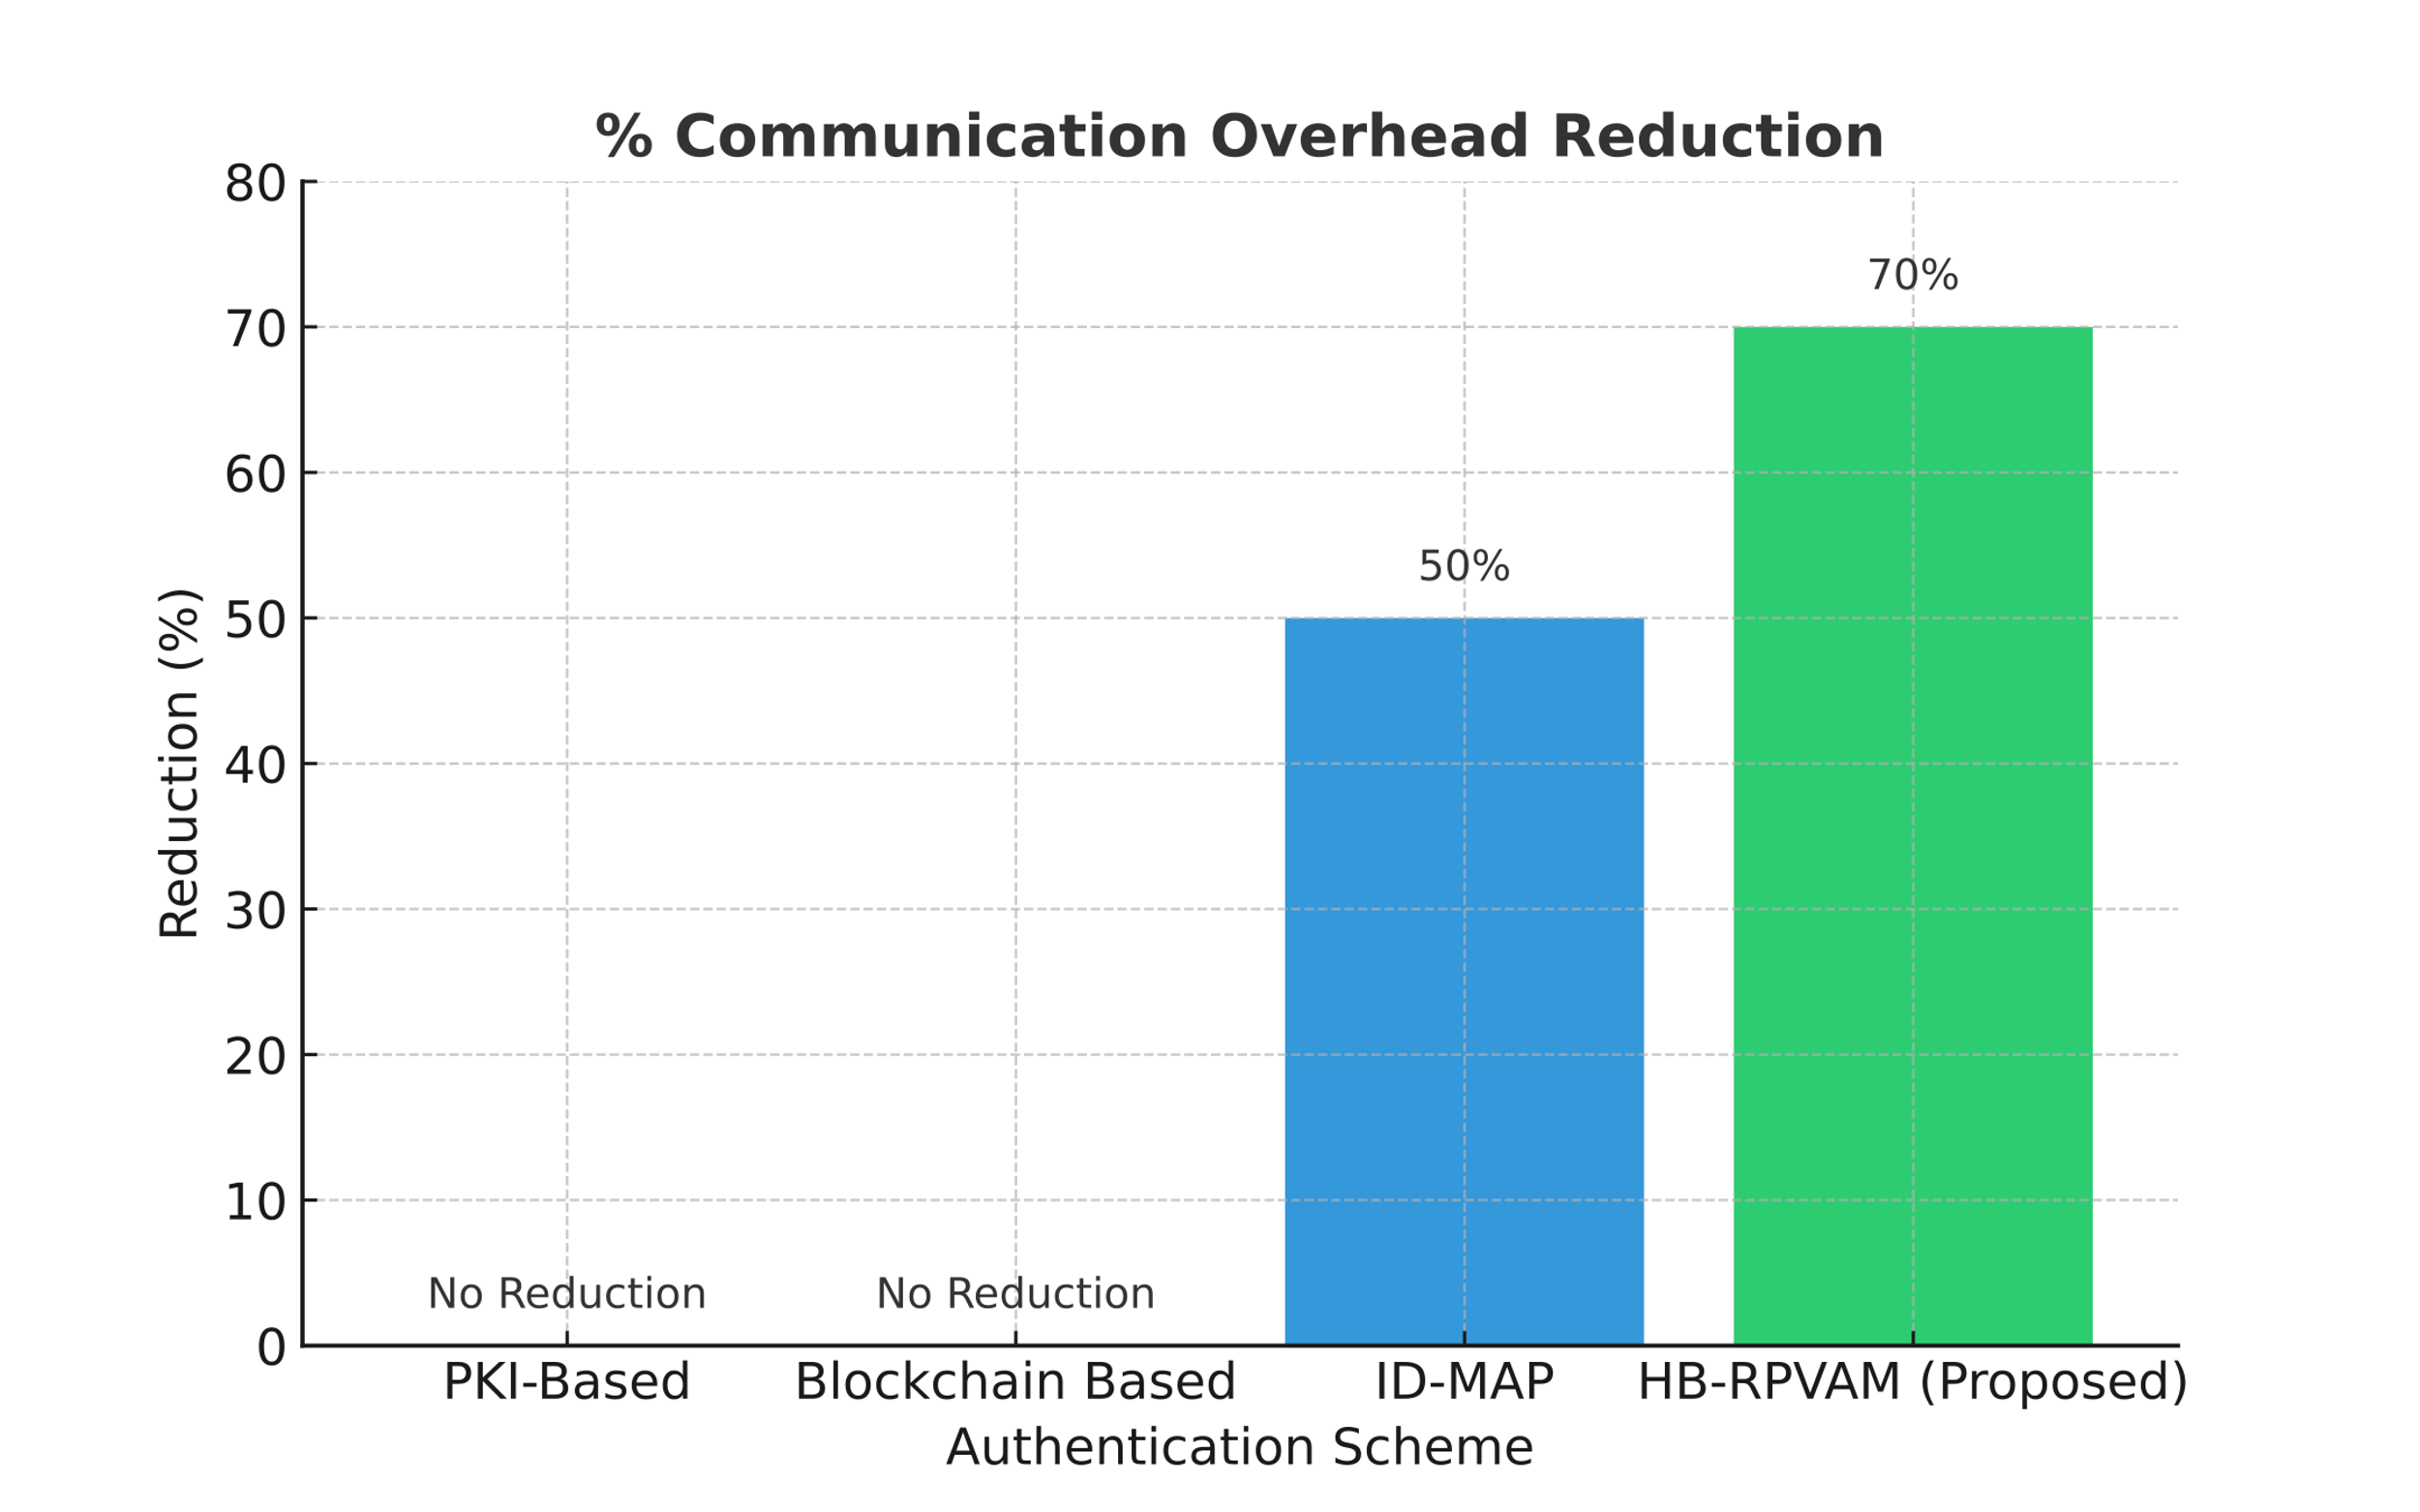 % Communication Overhead Reduction
80
70
60
50
40
30
20
10
0
Reduction (%)
70%
50%
No Reduction
No Reduction
PKI-Based
Blockchain Based
ID-MAP
HB-RPVAM (Proposed)
Authentication Scheme